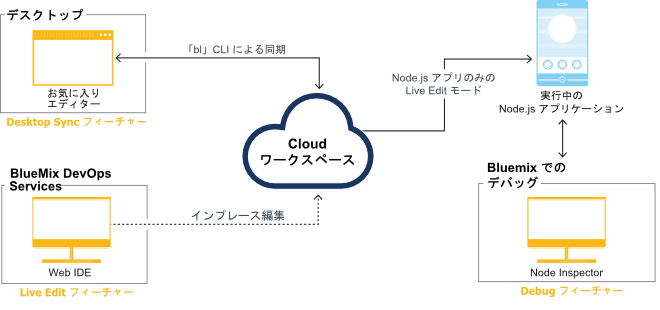 デスクトップ
お気に入り
エディター
Desktop Sync フィーチャー
「bl」CLI による同期
Cloud
ワークスペース
Node.js アプリのみの
Live Edit モード
実行中の
Node.js アプリケーション
BlueMix DevOps
Services
Web IDE
Live Edit フィーチャー
インプレース編集
Bluemix での
デバッグ
Node Inspector
Debug フィーチャー